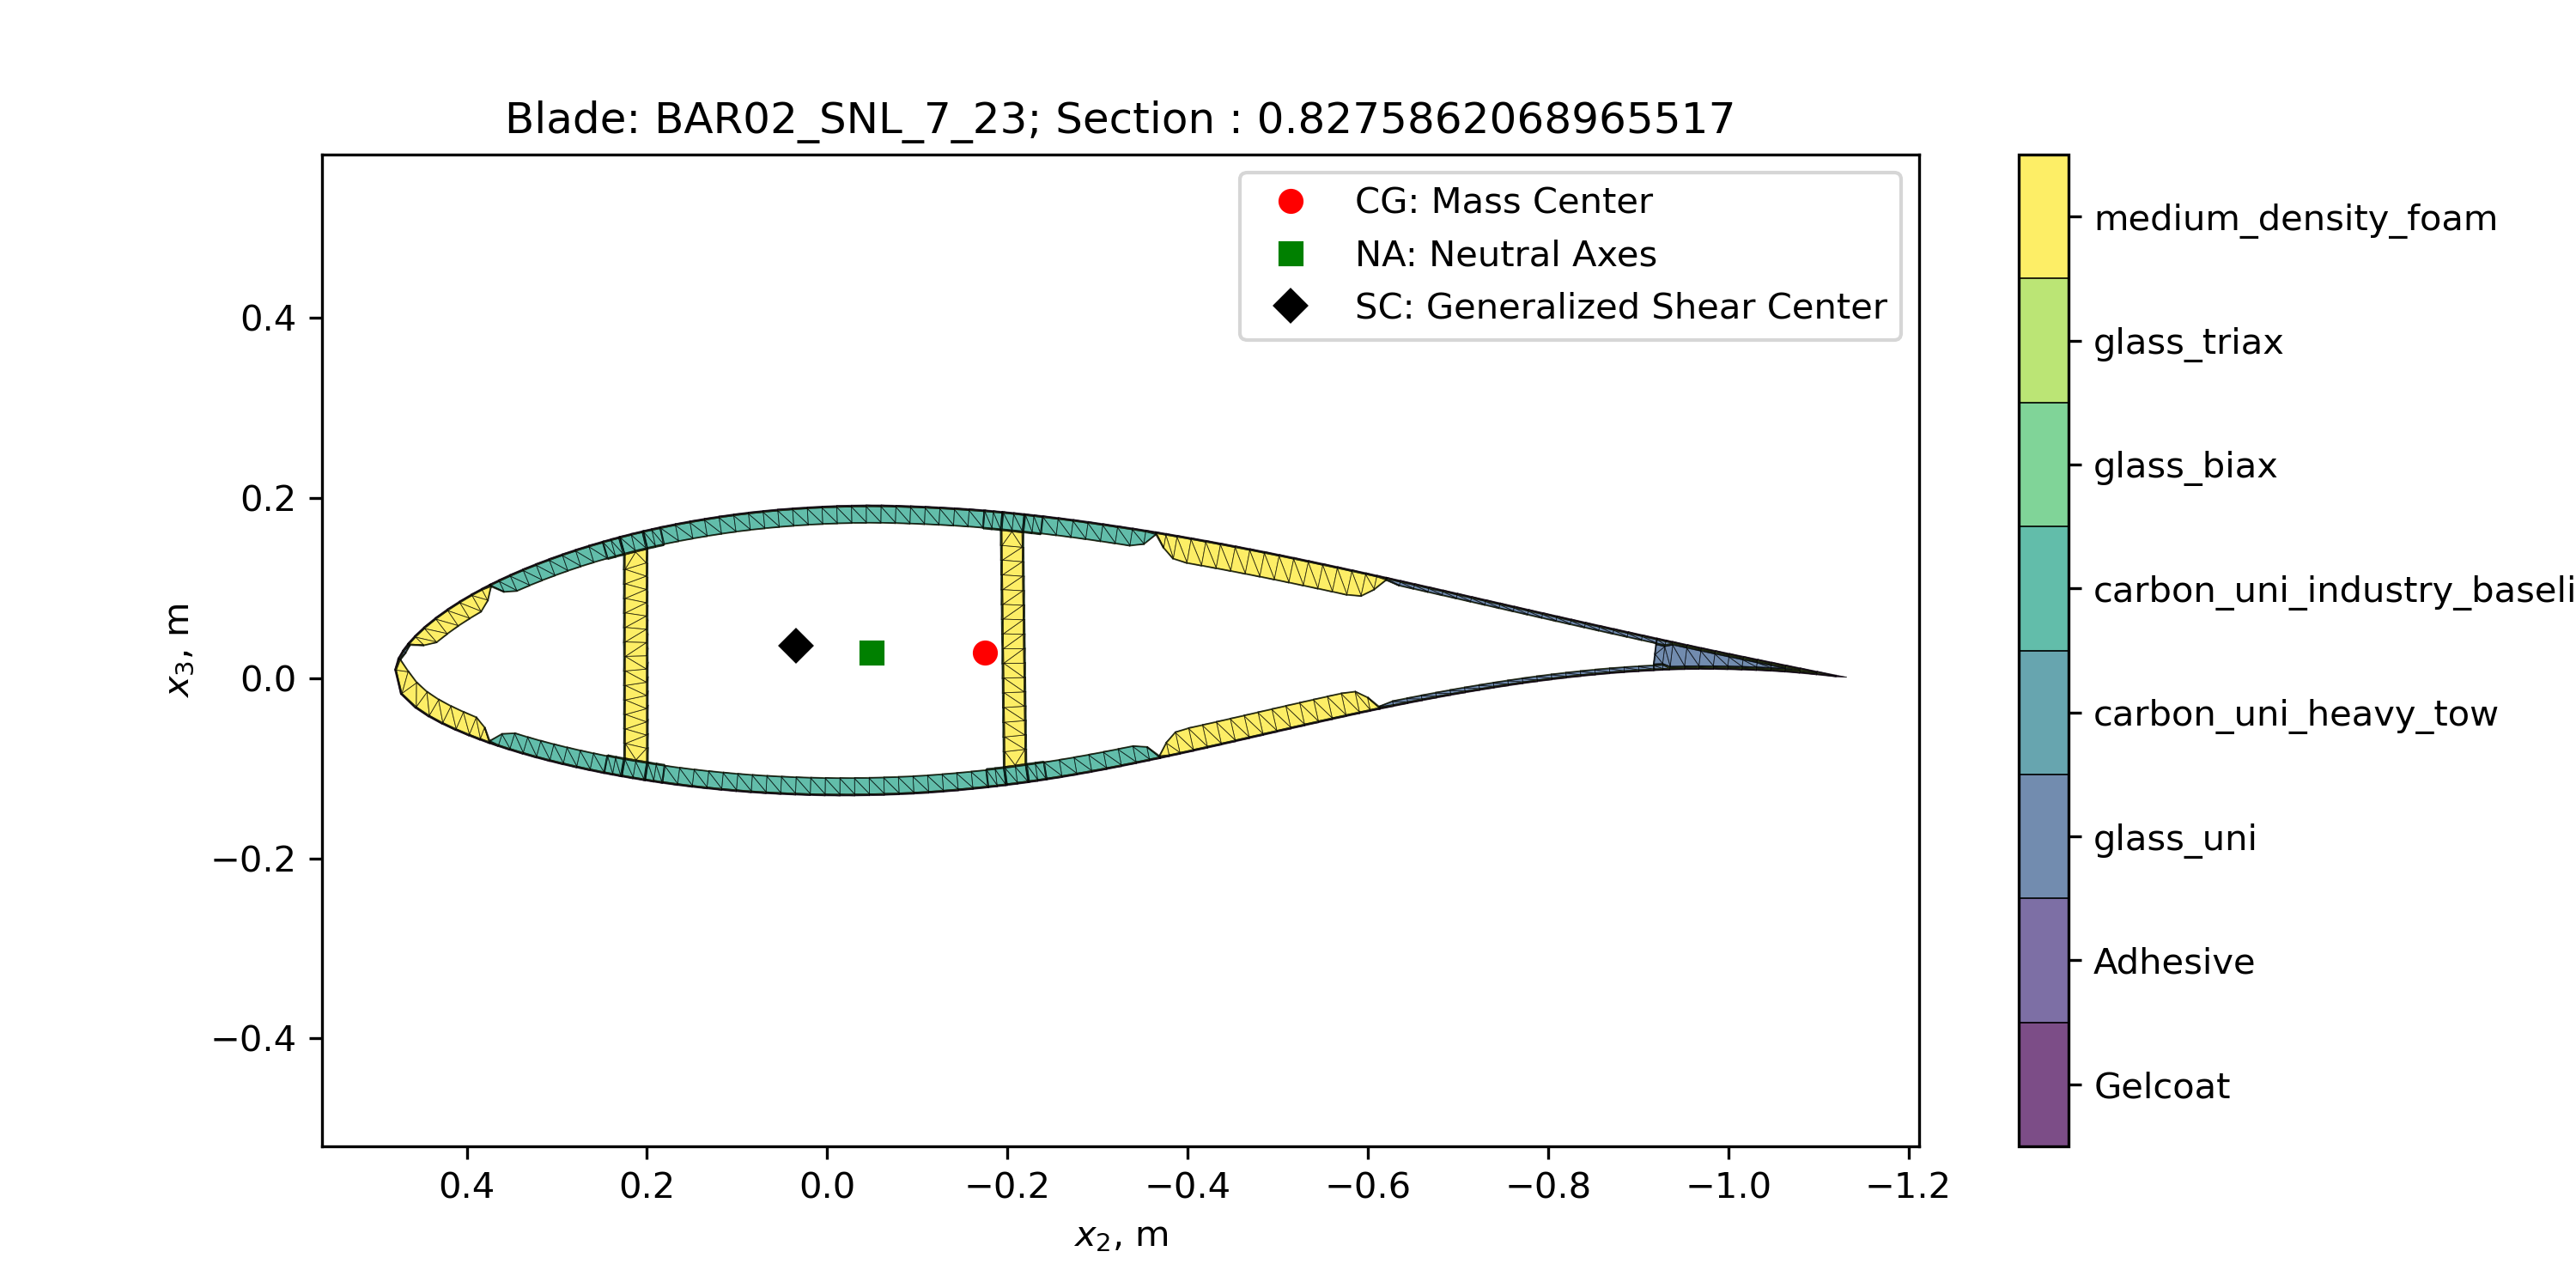 Blade: BAR02_SNL_7_23; Section : 0.8275862068965517
CG: Mass Center
NA: Neutral Axes
SC: Generalized Shear Center
x₃, m
0.4
0.2
0.0
−0.2
−0.4
0.4 0.2 0.0 −0.2 −0.4 −0.6 −0.8 −1.0 −1.2
x₂, m
medium_density_foam
glass_triax
glass_biax
carbon_uni_industry_baseli
carbon_uni_heavy_tow
glass_uni
Adhesive
Gelcoat